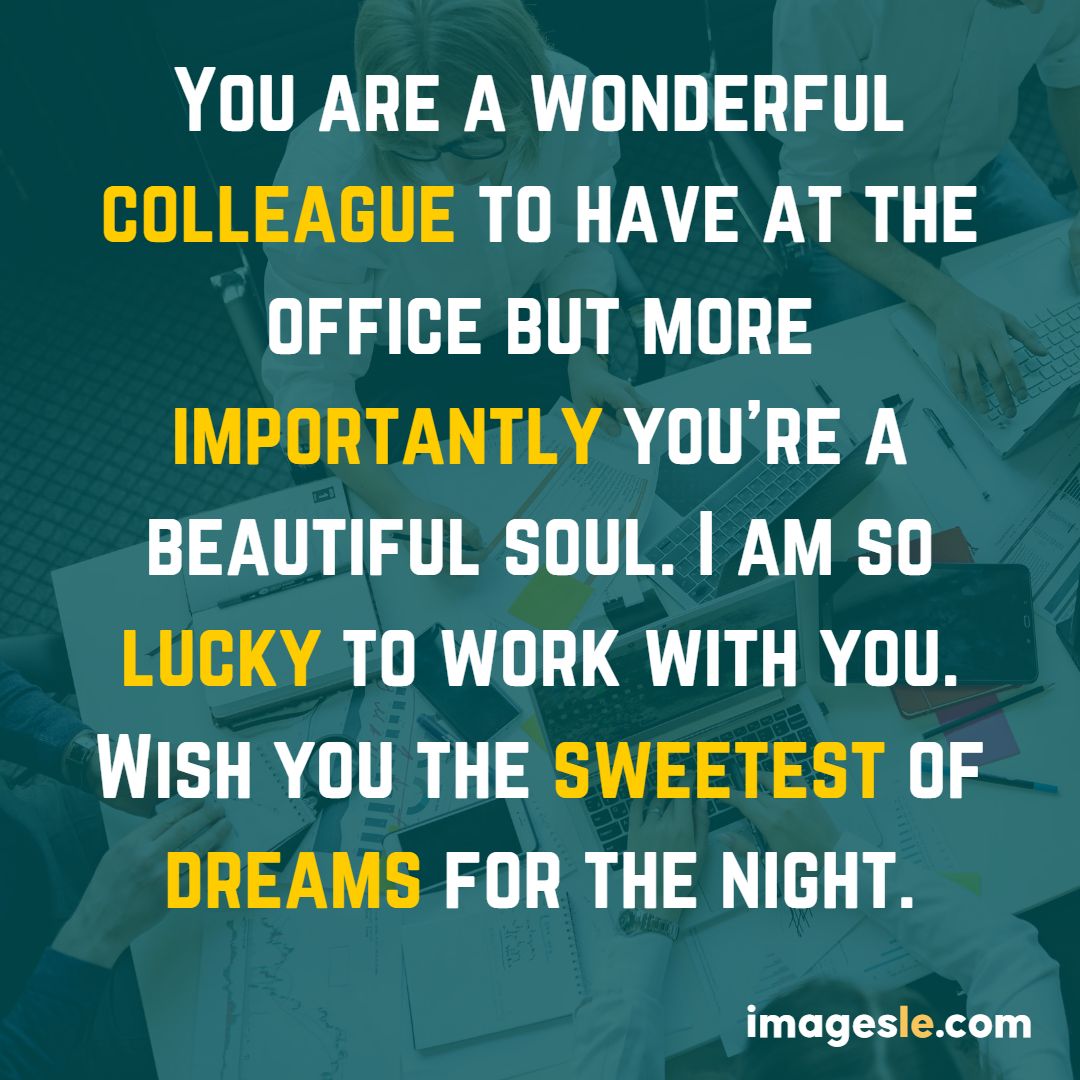 You are a wonderful
colleague to have at the
office but more
importantly you’re a
beautiful soul. I am so
lucky to work with you.
Wish you the sweetest of
dreams for the night.
imagesle.com